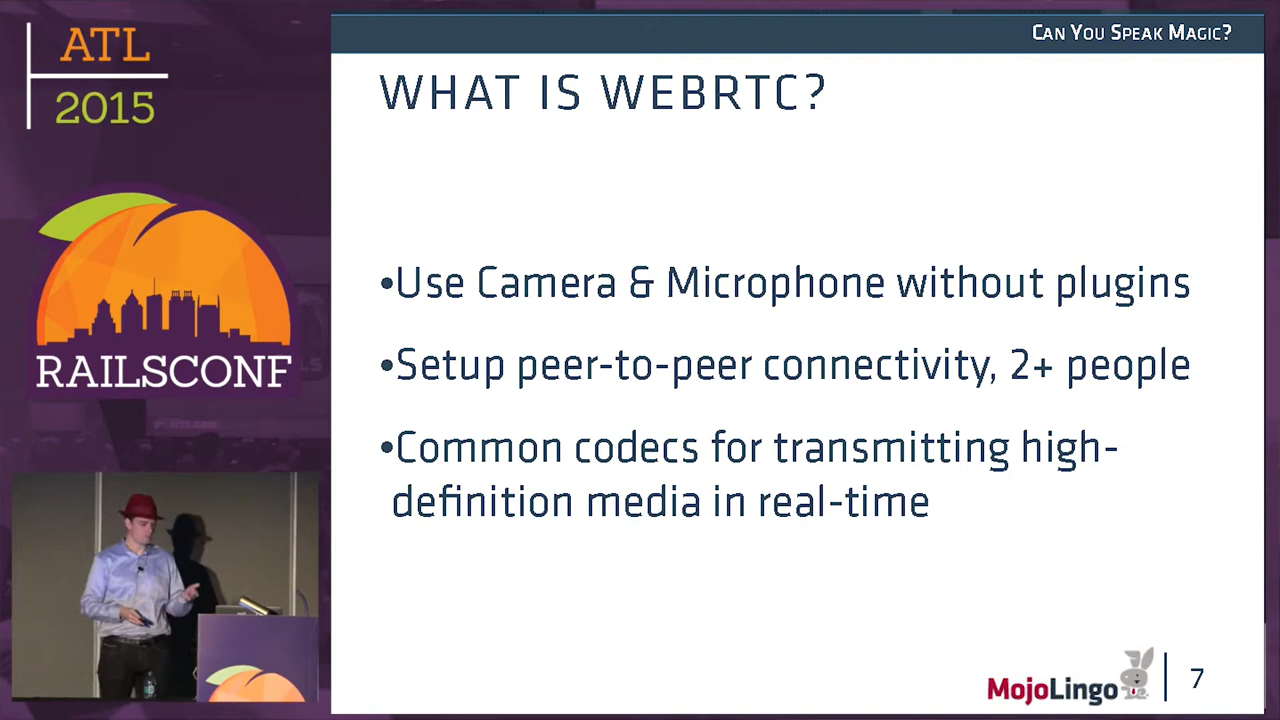 ATL
2015
RAILSCONF
CAN YOU SPEAK MAGIC?
WHAT IS WEBRTC?
•Use Camera & Microphone without plugins
•Setup peer-to-peer connectivity, 2+ people
•Common codecs for transmitting high-
definition media in real-time
MojoLingo
7